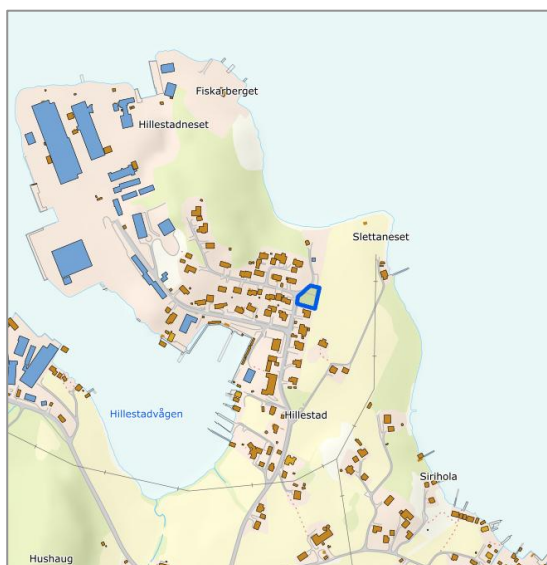 Fiskarberget
Hillestadneset
Slettaneset
Hillestadvågen
Hillestad
Sirihola
Hushaug